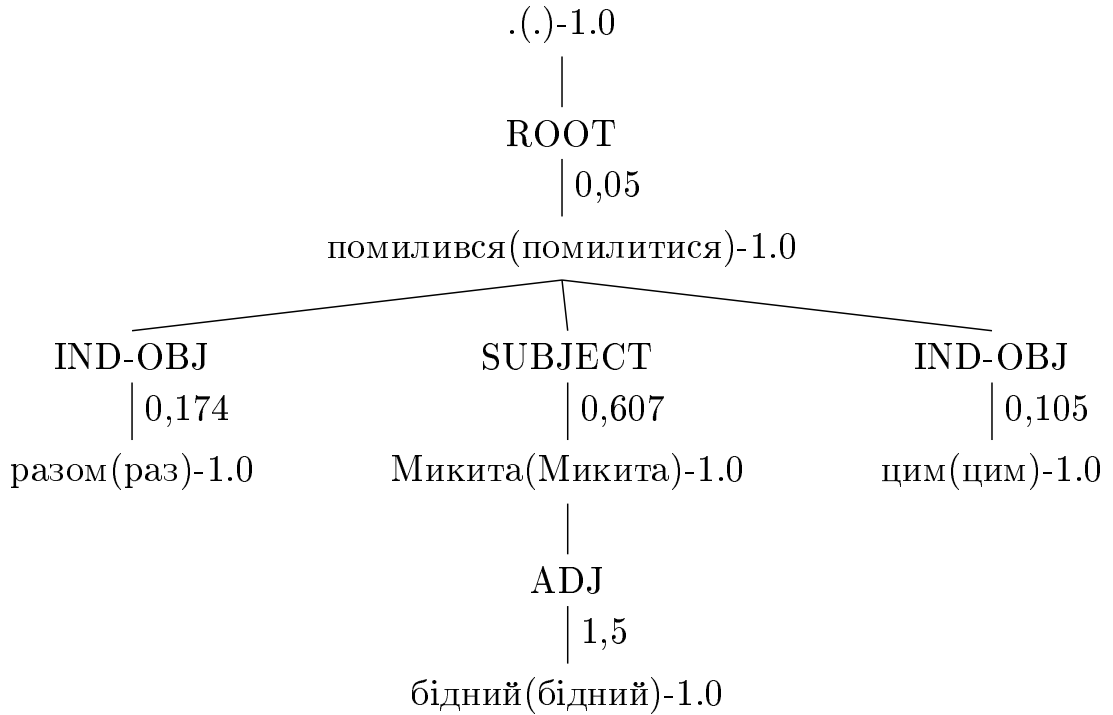 .(.)-1.0
ROOT
0,05
помилився(помилитися)-1.0
IND-OBJ SUBJECT IND-OBJ
0,174 0,607 0,105
разом(раз)-1.0 Микита(Микита)-1.0 цим(цим)-1.0
ADJ
1,5
бідний(бідний)-1.0